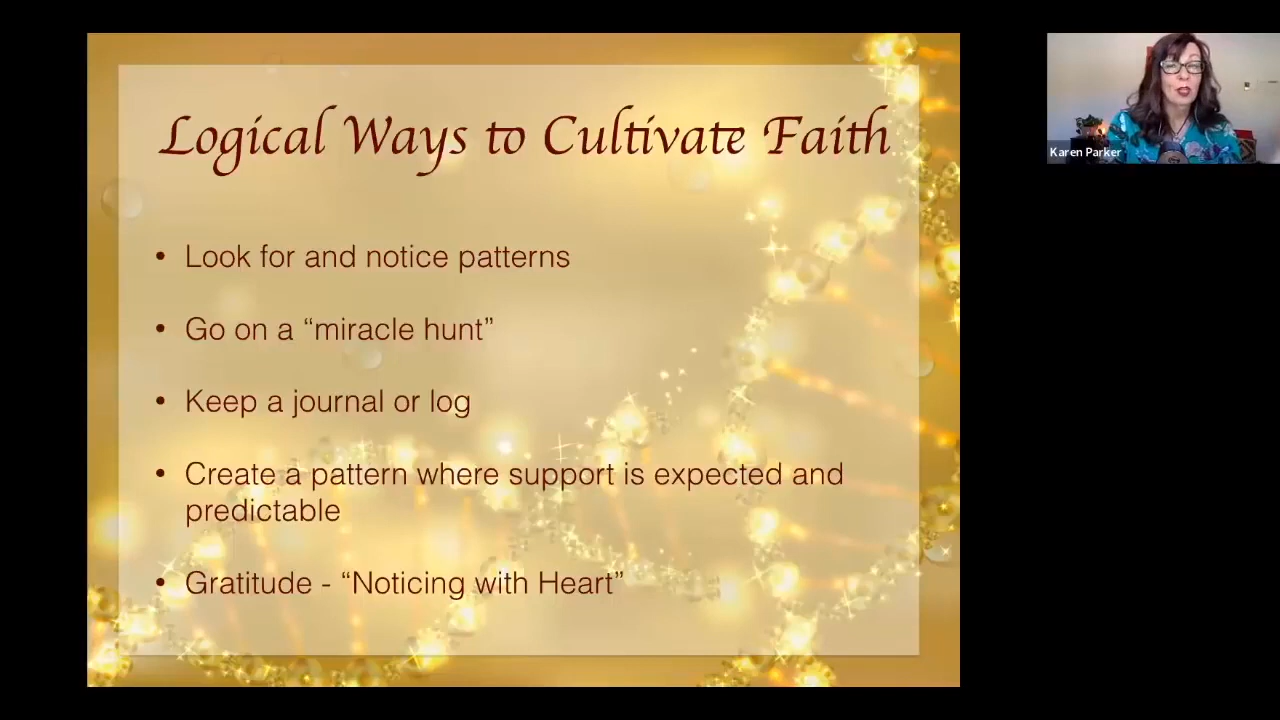 Logical Ways to Cultivate Faith
• Look for and notice patterns
• Go on a “miracle hunt”
• Keep a journal or log
• Create a pattern where support is expected and
predictable
• Gratitude - “Noticing with Heart”
Karen Parker